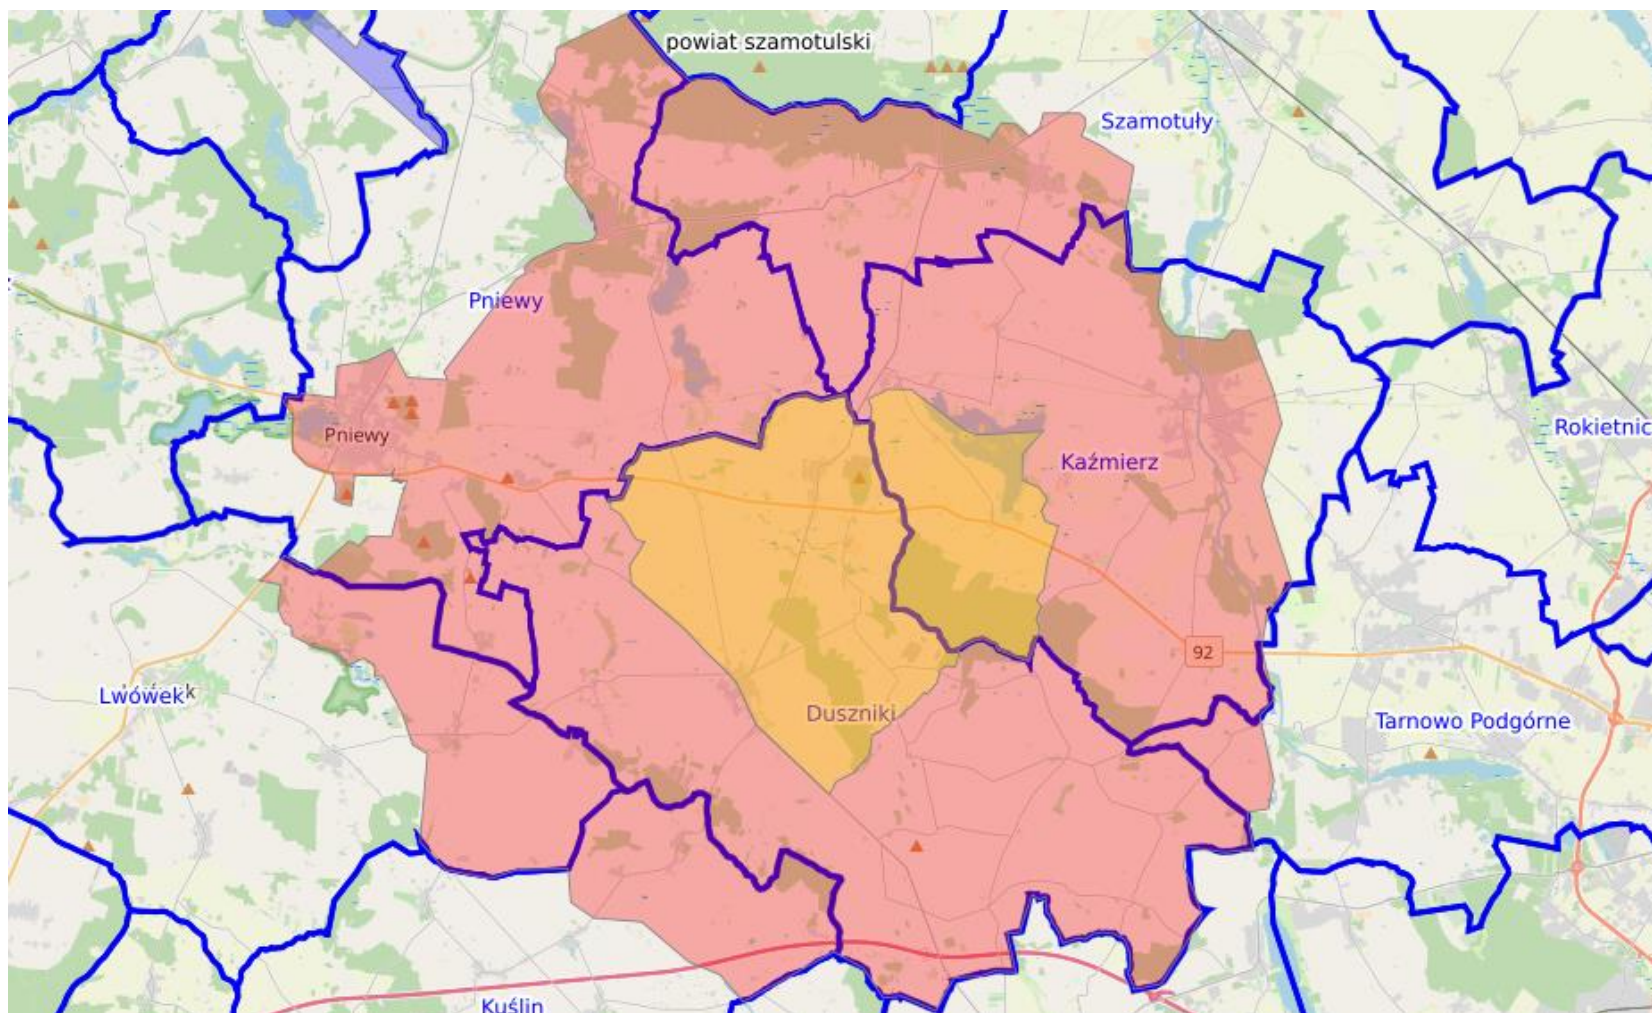 powiat szamotulski
Szamotuły
Pniewy
Rokietnic
Pniewy
Kaźmierz
92
Lwówek
Duszniki
Tarnowo Podgórne
Kuślin